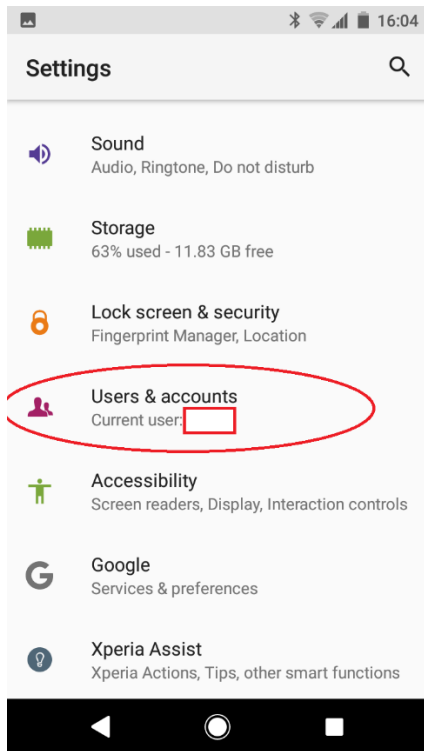 16:04
Settings
Sound
Audio, Ringtone, Do not disturb
Storage
63% used - 11.83 GB free
Lock screen & security
Fingerprint Manager, Location
Users & accounts
Current user:
Accessibility
Screen readers, Display, Interaction controls
Google
Services & preferences
Xperia Assist
Xperia Actions, Tips, other smart functions